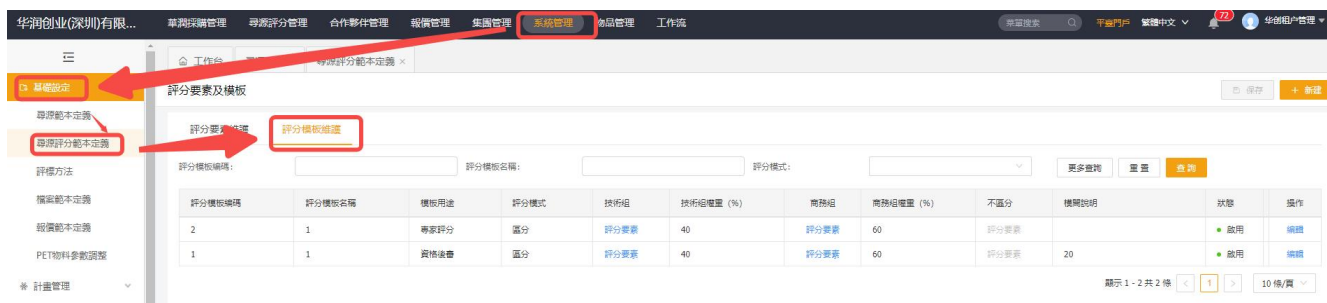 华润创业(深圳)有限...
華潤採購管理 尋源評分管理 合作夥伴管理 報價管理 集團管理 系統管理 物品管理 工作流 菜單搜索 平臺門戶 繁體中文 72 华创租户管理
工作台 尋源評分範本定義 ×
基礎設定
評分要素及模板 保存 + 新建
尋源範本定義
評分要素維護 評分模板維護
尋源評分範本定義
評分模板編碼: 評分模板名稱: 評分模式: 更多查詢 重置 查詢
評標方法
檔案範本定義
評分模板編碼 評分模板名稱 模板用途 評分模式 技術組 技術組權重 (%) 商務組 商務組權重 (%) 不區分 模闆說明 狀態 操作
報價範本定義
2 1 專家評分 區分 評分要素 40 評分要素 60 評分要素 啟用 編輯
PET物料參數調整
1 1 資格後審 區分 評分要素 40 評分要素 60 評分要素 20 啟用 編輯
計畫管理
顯示 1 - 2 共 2 條 < 1 > 10 條/頁